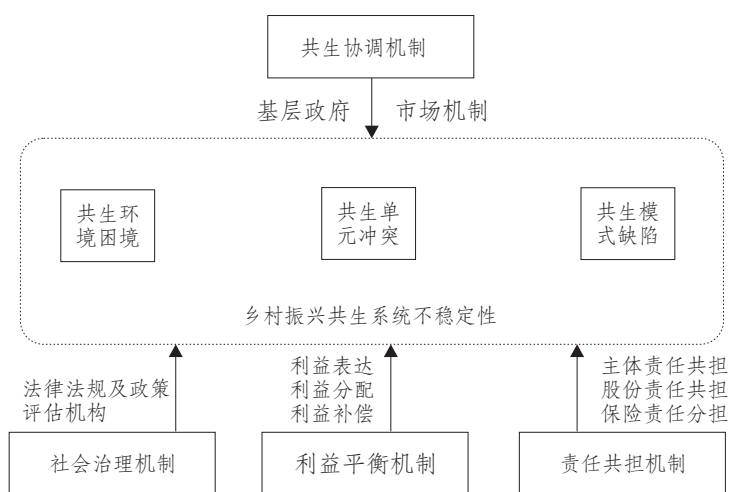 共生协调机制
基层政府 市场机制
共生环
境困境
共生单
元冲突
共生模
式缺陷
乡村振兴共生系统不稳定性
法律法规及政策
评估机构
利益表达
利益分配
利益补偿
主体责任共担
股份责任共担
保险责任分担
社会治理机制
利益平衡机制
责任共担机制